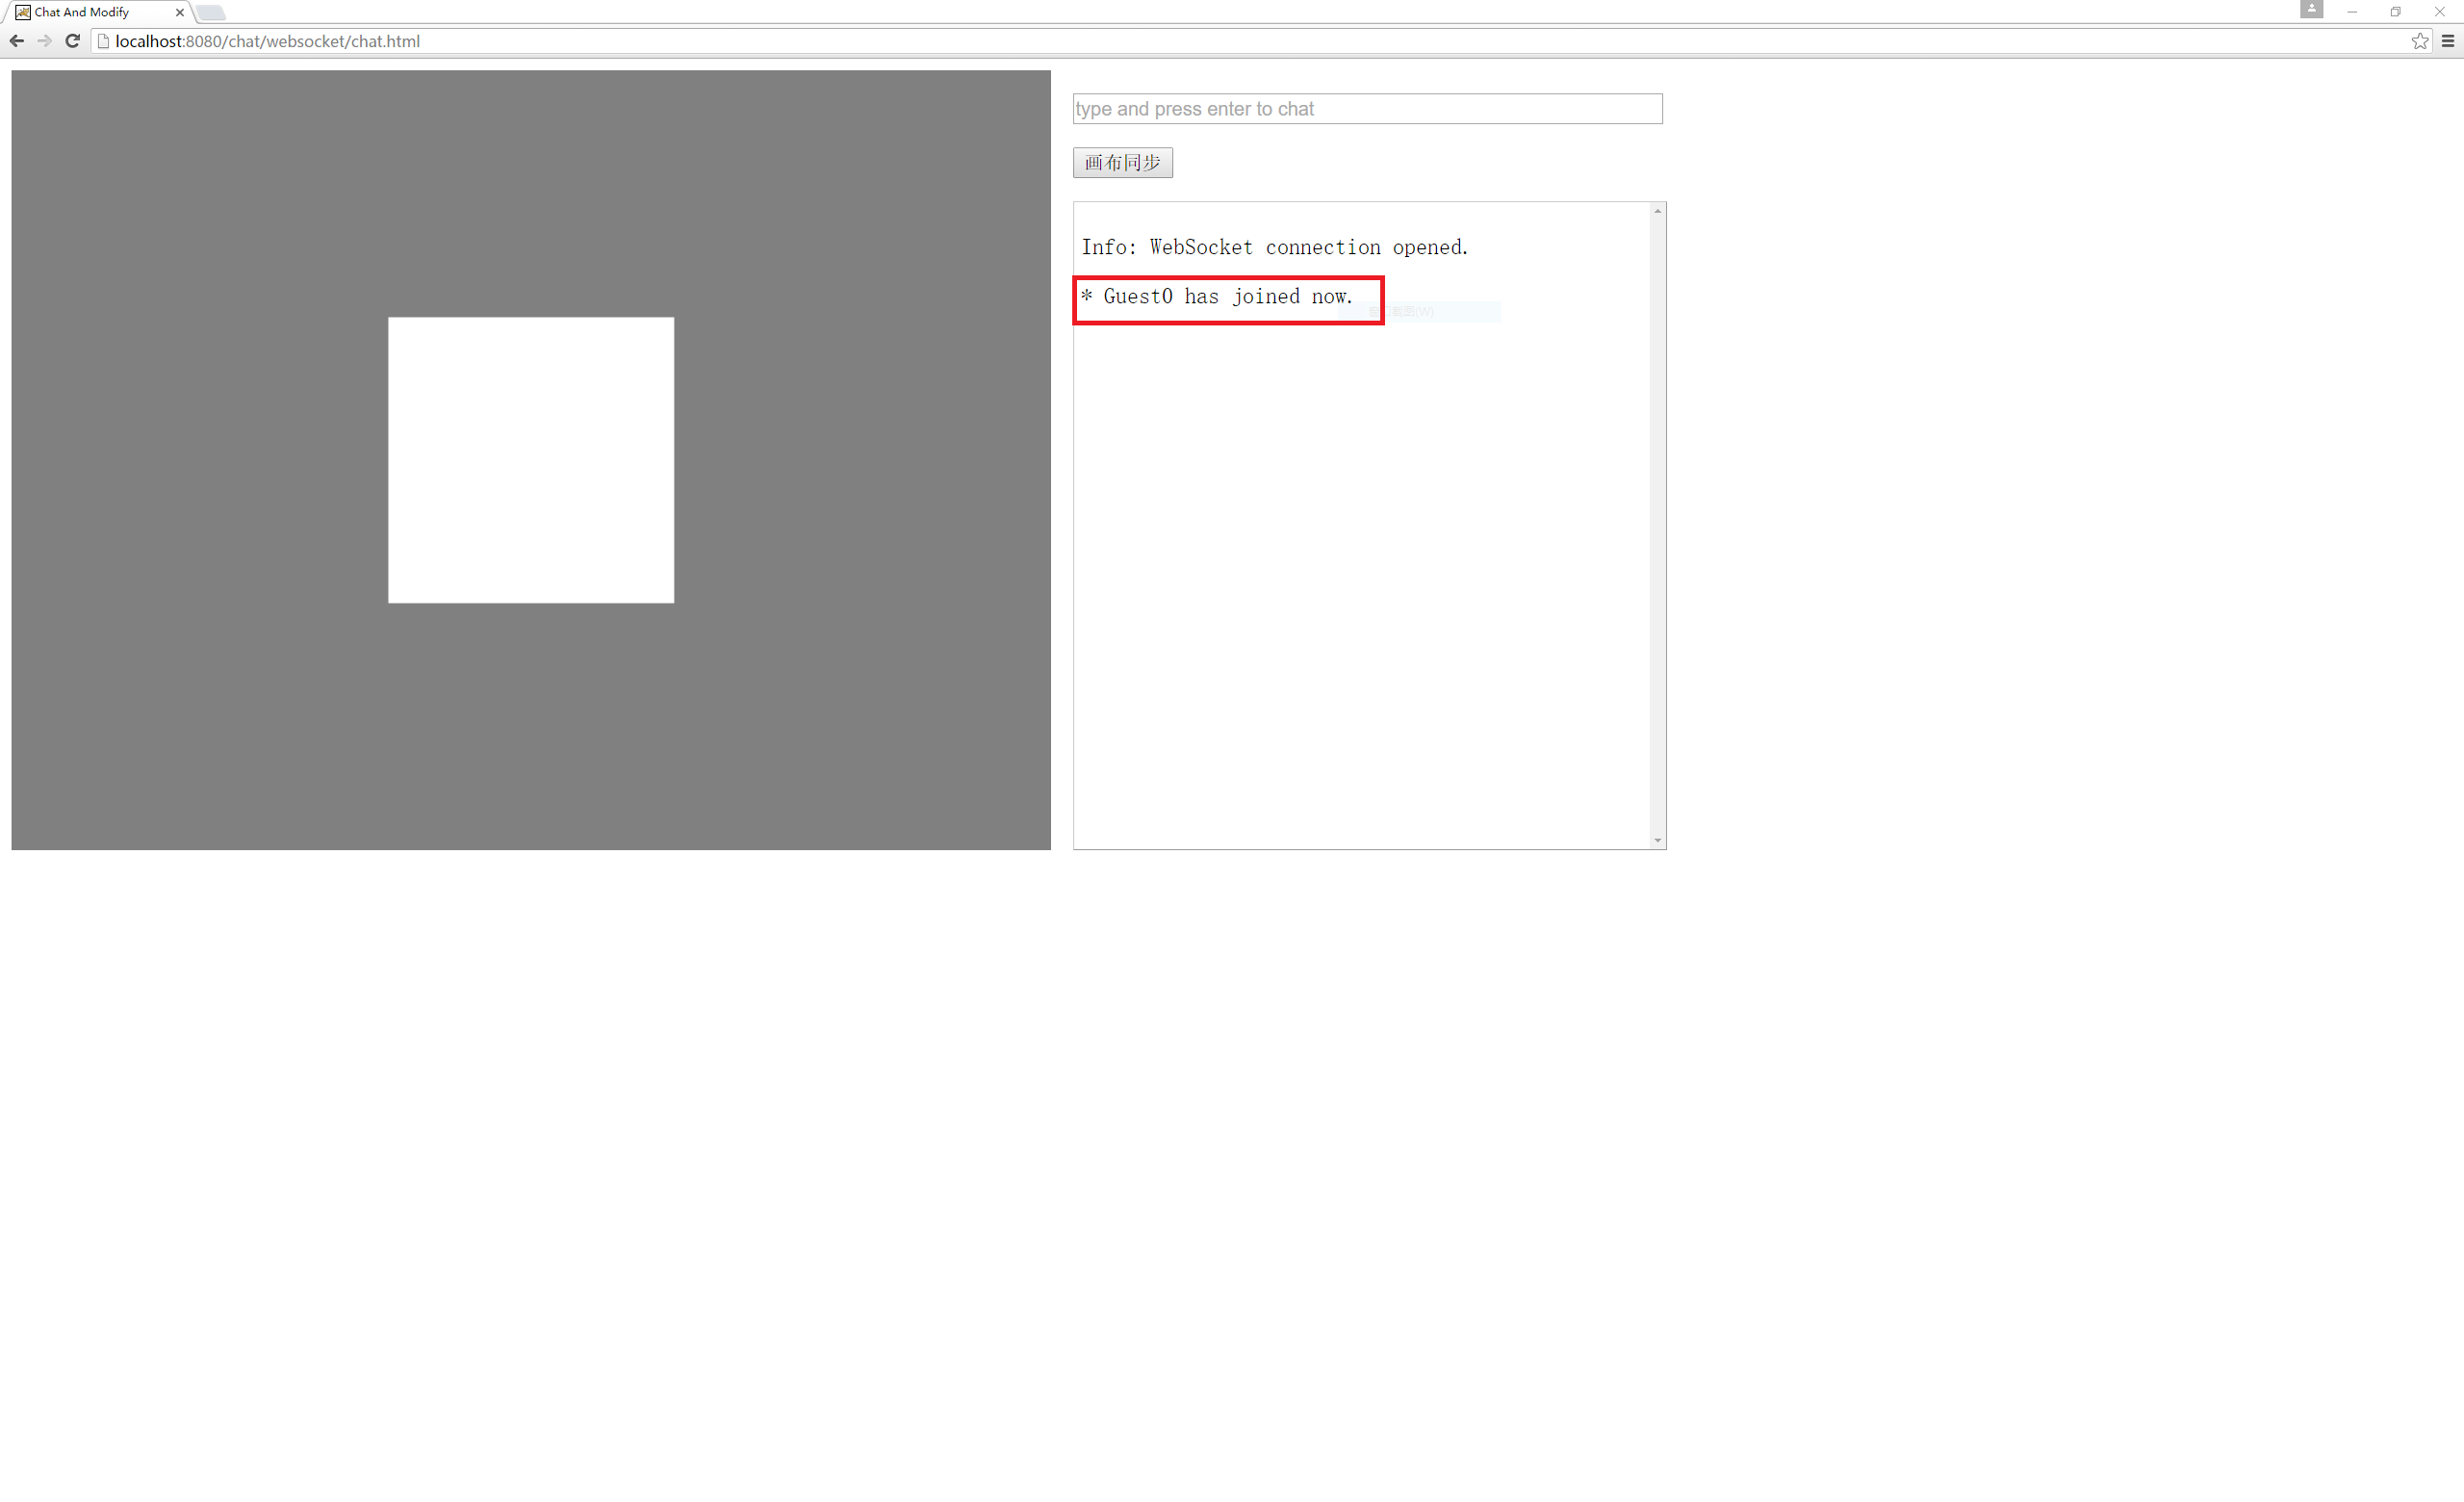 Chat And Modify
localhost:8080/chat/websocket/chat.html
type and press enter to chat
画布同步
Info: WebSocket connection opened.
* Guest0 has joined now.